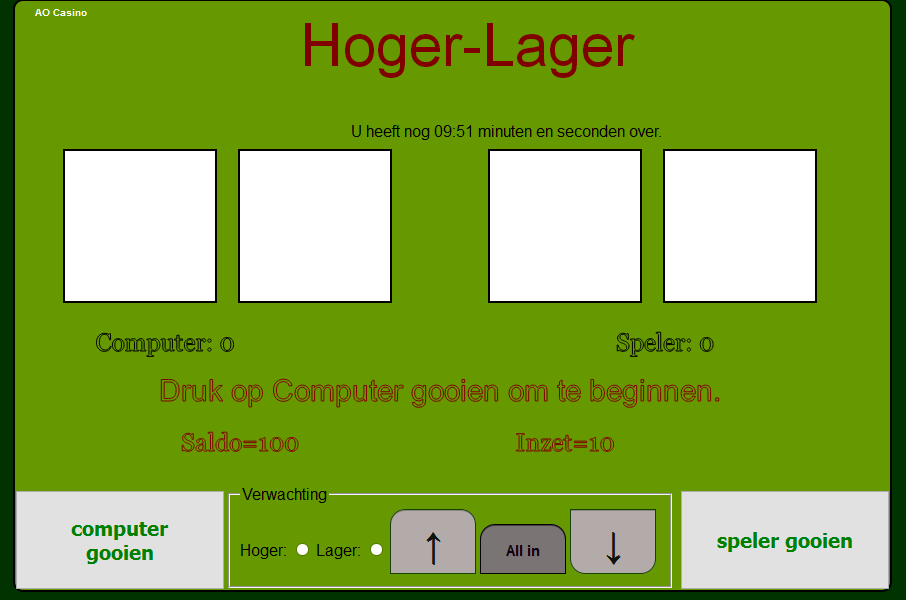 AO Casino
Hoger-Lager
U heeft nog 09:51 minuten en seconden over.
Computer: 0
Speler: 0
Druk op Computer gooien om te beginnen.
Saldo=100
Inzet=10
computer
gooien
Verwachting
Hoger:
Lager:
↑
All in
↓
speler gooien